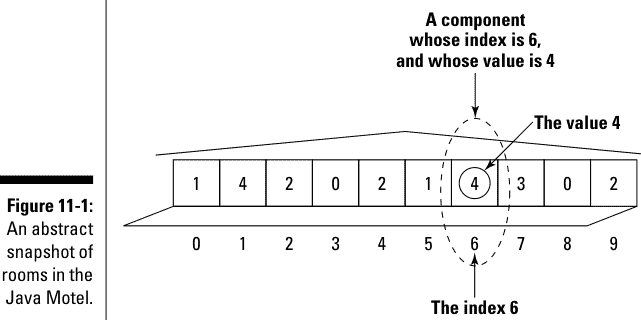 A component
whose index is 6,
and whose value is 4
The value 4
1 4 2 0 2 1 4 3 0 2
0 1 2 3 4 5 6 7 8 9
The index 6
Figure 11-1:
An abstract
snapshot of
rooms in the
Java Motel.